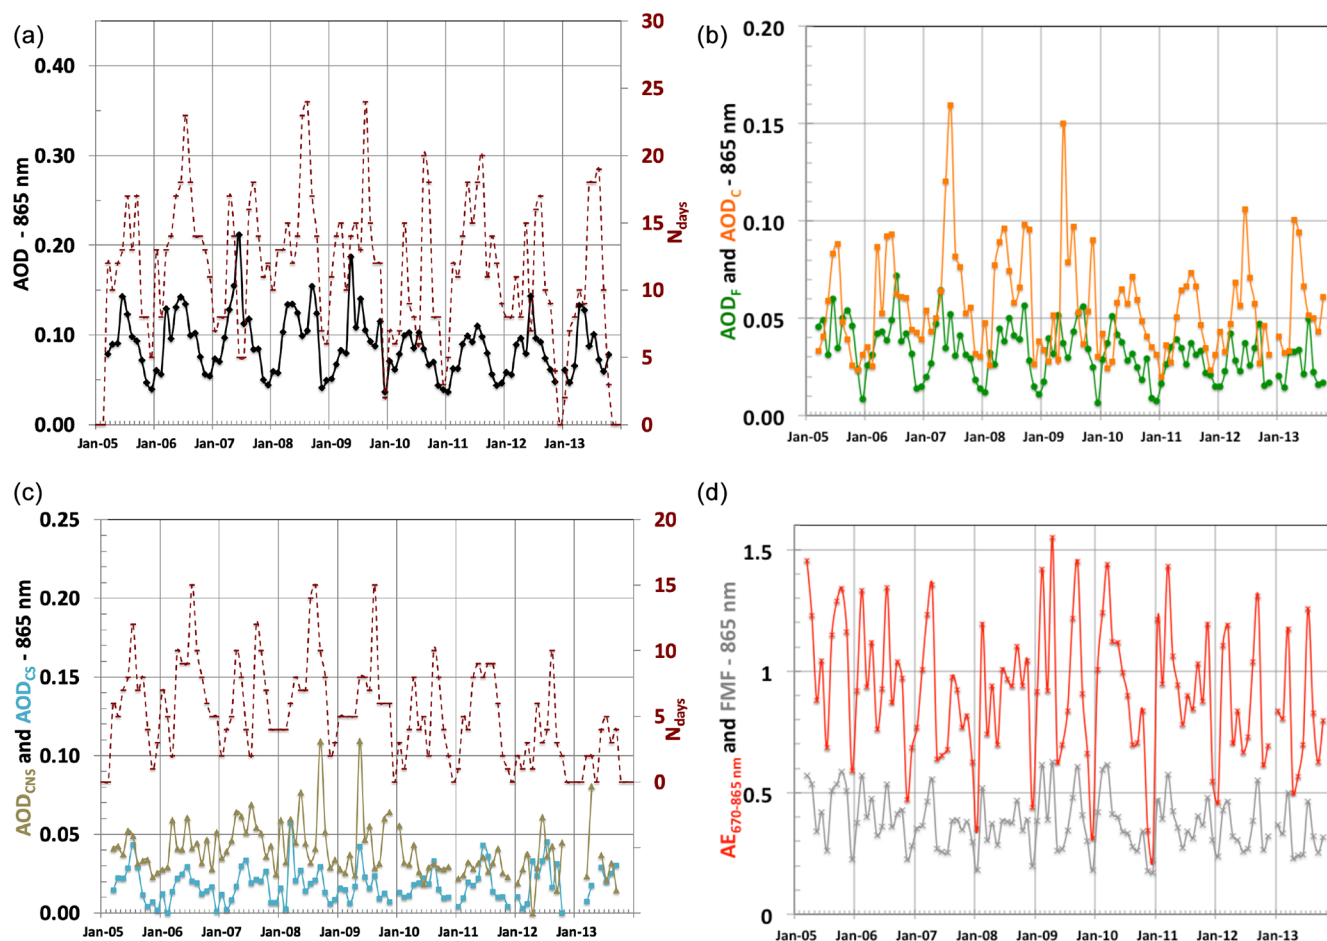 (a)
AOD - 865 nm
0.40
0.30
0.20
0.10
0.00
30
25
20
15
10
5
0
N_days
Jan-05 Jan-06 Jan-07 Jan-08 Jan-09 Jan-10 Jan-11 Jan-12 Jan-13
(b)
AOD_F and AOD_C - 865 nm
0.20
0.15
0.10
0.05
0.00
Jan-05 Jan-06 Jan-07 Jan-08 Jan-09 Jan-10 Jan-11 Jan-12 Jan-13
(c)
AOD_CNS and AOD_CS - 865 nm
0.25
0.20
0.15
0.10
0.05
0.00
20
15
10
5
0
N_days
Jan-05 Jan-06 Jan-07 Jan-08 Jan-09 Jan-10 Jan-11 Jan-12 Jan-13
(d)
AE_670-865 nm and FMF - 865 nm
1.5
1
0.5
0
Jan-05 Jan-06 Jan-07 Jan-08 Jan-09 Jan-10 Jan-11 Jan-12 Jan-13